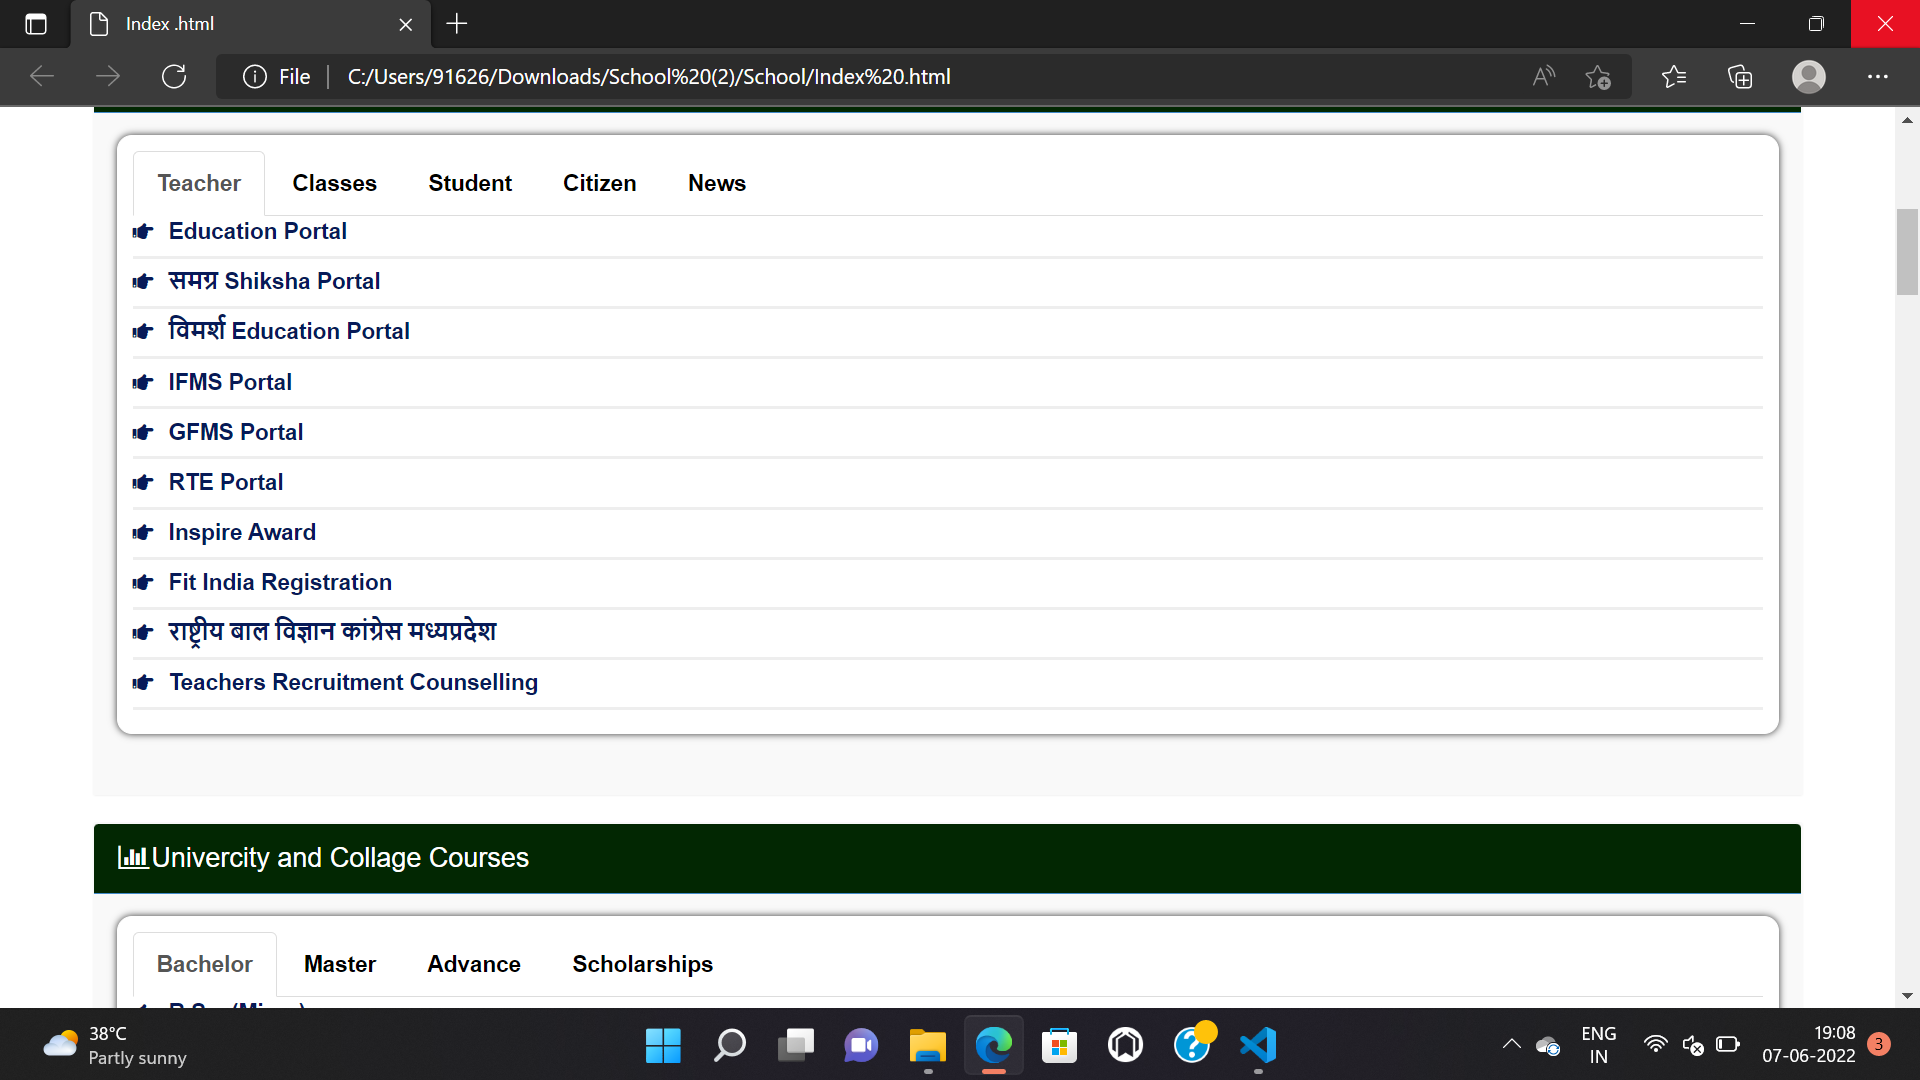 Index .html
File
C:/Users/91626/Downloads/School%20(2)/School/Index%20.html
Teacher Classes Student Citizen News
Education Portal
समग्र Shiksha Portal
विमर्श Education Portal
IFMS Portal
GFMS Portal
RTE Portal
Inspire Award
Fit India Registration
राष्ट्रीय बाल विज्ञान कांग्रेस मध्यप्रदेश
Teachers Recruitment Counselling
Univercity and Collage Courses
Bachelor Master Advance Scholarships
38°C
Partly sunny
ENG
IN
19:08
07-06-2022
3